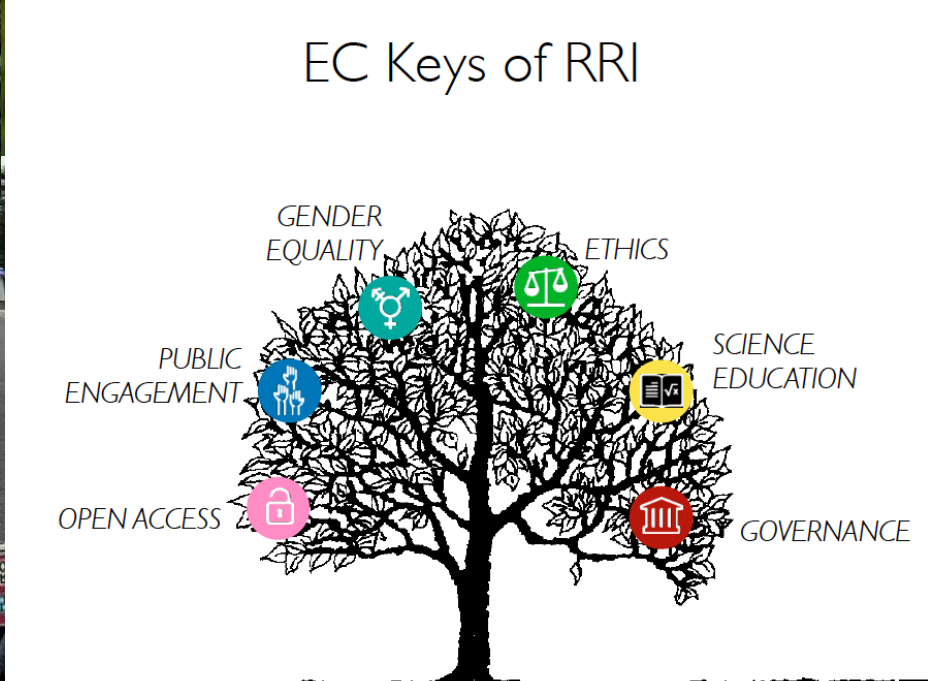 EC Keys of RRI
GENDER
EQUALITY
ETHICS
PUBLIC
ENGAGEMENT
SCIENCE
EDUCATION
OPEN ACCESS
GOVERNANCE